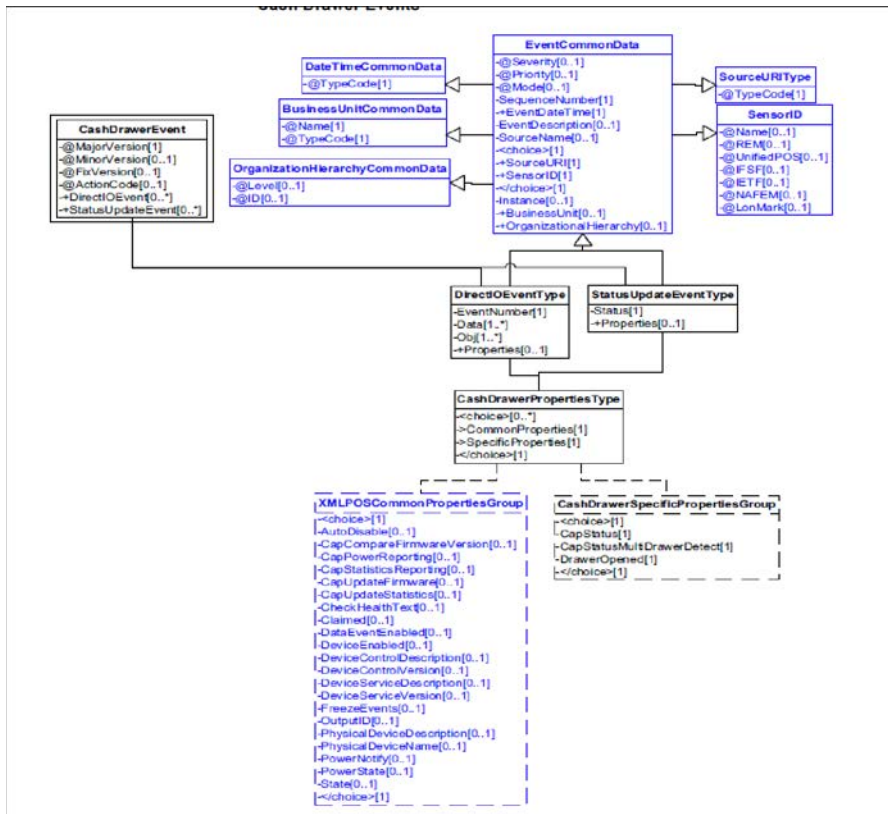 Cash Drawer Events
EventCommonData
-@Severity[0..1]
-@Priority[0..1]
-@Mode[0..1]
-SequenceNumber[1]
-+EventDateTime[1]
-EventDescription[0..1]
-SourceName[0..1]
-<choice>[1]
-+SourceURI[1]
-+SensorID[1]
-</choice>[1]
-Instance[0..1]
-+BusinessUnit[0..1]
-+OrganizationalHierarchy[0..1]
DateTimeCommonData
-@TypeCode[1]
BusinessUnitCommonData
-@Name[1]
-@TypeCode[1]
OrganizationHierarchyCommonData
-@Level[0..1]
-@ID[0..1]
SourceURIType
-@TypeCode[1]
SensorID
-@Name[0..1]
-@REM[0..1]
-@UnifiedPOS[0..1]
-@IFSF[0..1]
-@IETF[0..1]
-@NAFEM[0..1]
-@LonMark[0..1]
CashDrawerEvent
-@MajorVersion[1]
-@MinorVersion[0..1]
-@FixVersion[0..1]
-@ActionCode[0..1]
-+DirectIOEvent[0..*]
-+StatusUpdateEvent[0..*]
DirectIOEventType
-EventNumber[1]
-Data[1..*]
-Obj[1..*]
-+Properties[0..1]
StatusUpdateEventType
-Status[1]
-+Properties[0..1]
CashDrawerPropertiesType
-<choice>[0..*]
->CommonProperties[1]
->SpecificProperties[1]
-</choice>[1]
XMLPOSCommonPropertiesGroup
-<choice>[1]
-AutoDisable[0..1]
-CapCompareFirmwareVersion[0..1]
-CapPowerReporting[0..1]
-CapStatisticsReporting[0..1]
-CapUpdateFirmware[0..1]
-CapUpdateStatistics[0..1]
-CheckHealthText[0..1]
-Claimed[0..1]
-DataEventEnabled[0..1]
-DeviceEnabled[0..1]
-DeviceControlDescription[0..1]
-DeviceControlVersion[0..1]
-DeviceServiceDescription[0..1]
-DeviceServiceVersion[0..1]
-FreezeEvents[0..1]
-OutputID[0..1]
-PhysicalDeviceDescription[0..1]
-PhysicalDeviceName[0..1]
-PowerNotify[0..1]
-PowerState[0..1]
-State[0..1]
-</choice>[1]
CashDrawerSpecificPropertiesGroup
-<choice>[1]
-CapStatus[1]
-CapStatusMultiDrawerDetect[1]
-DrawerOpened[1]
-</choice>[1]